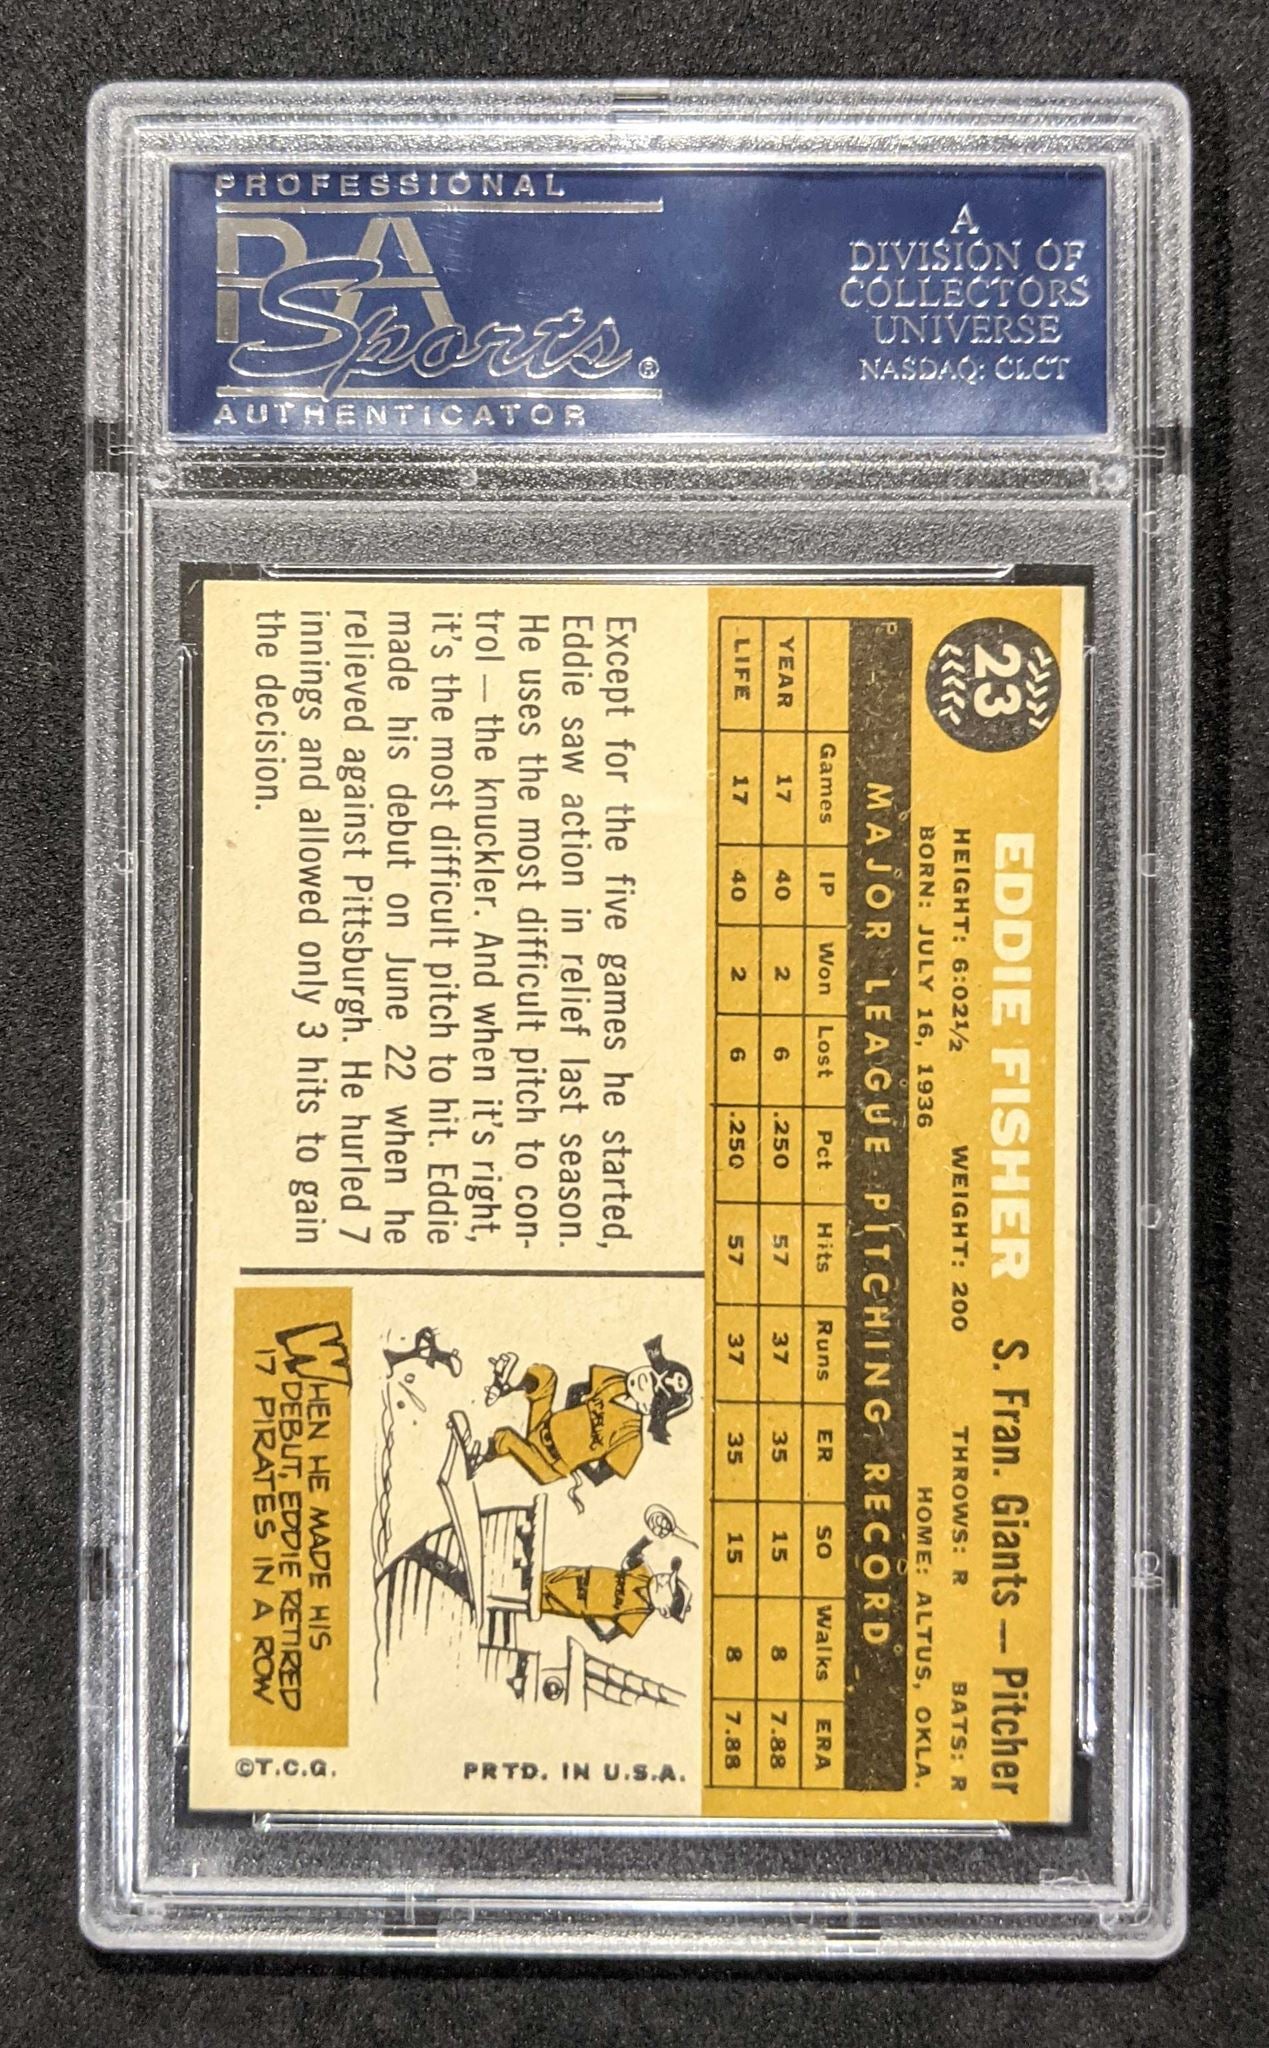 PROFESSIONAL
PSA
Sports®
AUTHENTICATOR
A
DIVISION OF
COLLECTORS
UNIVERSE
NASDAQ: CLCT
23
EDDIE FISHER S. Fran. Giants — Pitcher
HEIGHT: 6:02½ WEIGHT: 200 THROWS: R BATS: R
BORN: JULY 16, 1936 HOME: ALTUS, OKLA.
MAJOR LEAGUE PITCHING RECORD
Games IP Won Lost Pct Hits Runs ER SO Walks ERA
YEAR 17 40 2 6 .250 57 37 35 15 8 7.88
LIFE 17 40 2 6 .250 57 37 35 15 8 7.88
Except for the five games he started,
Eddie saw action in relief last season.
He uses the most difficult pitch to con-
trol — the knuckler. And when it's right,
it's the most difficult pitch to hit. Eddie
made his debut on June 22 when he
relieved against Pittsburgh. He hurled 7
innings and allowed only 3 hits to gain
the decision.
WHEN HE MADE HIS
DEBUT, EDDIE RETIRED
17 PIRATES IN A ROW
PRTD. IN U.S.A.
©T.C.G.